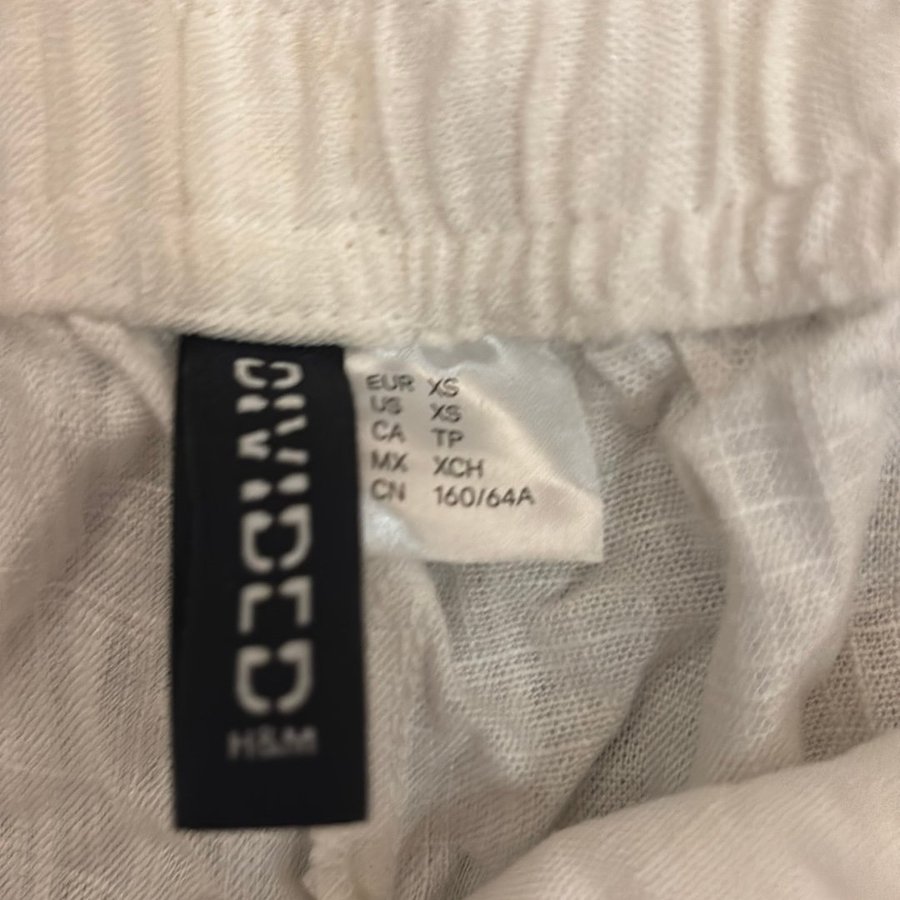 DIVIDED
H&M
EUR XS
US XS
CA TP
MX XCH
CN 160/64A